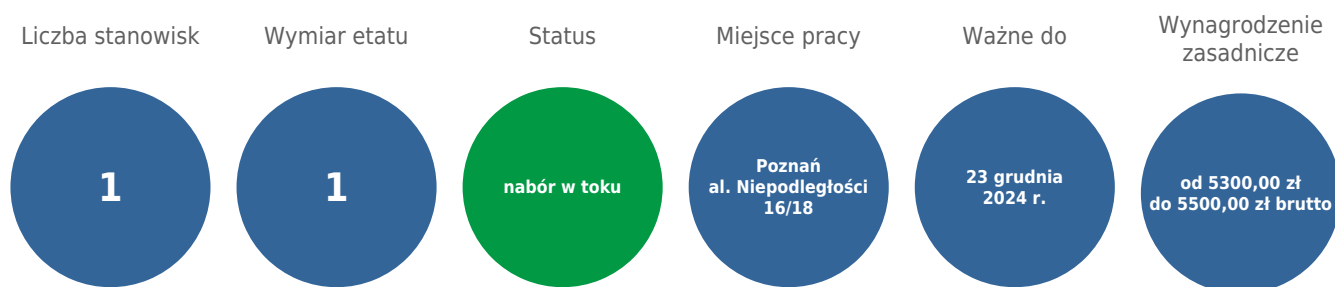 Liczba stanowisk
1
Wymiar etatu
1
Status
nabór w toku
Miejsce pracy
Poznań
al. Niepodległości
16/18
Ważne do
23 grudnia
2024 r.
Wynagrodzenie
zasadnicze
od 5300,00 zł
do 5500,00 zł brutto